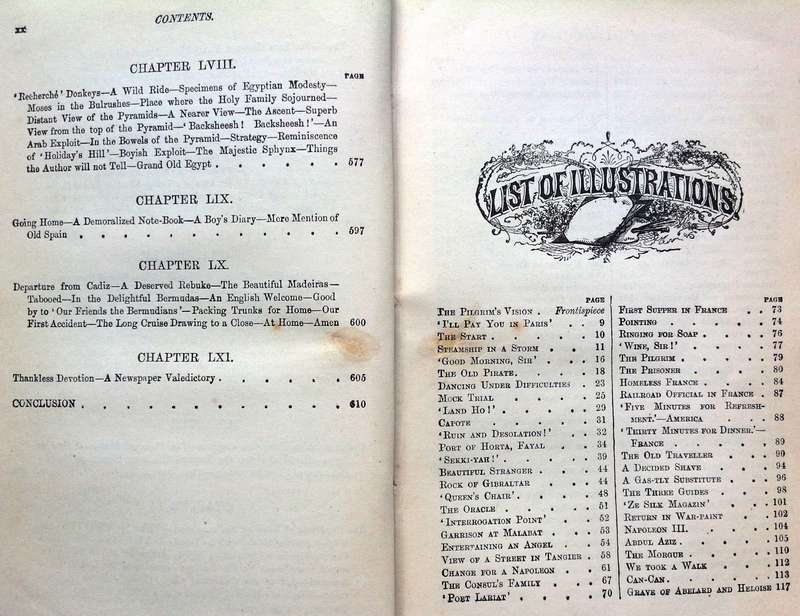 xx
CONTENTS.
CHAPTER LVIII.
PAGE
'Recherché' Donkeys—A Wild Ride—Specimens of Egyptian Modesty—
Moses in the Bulrushes—Place where the Holy Family Sojourned—
Distant View of the Pyramids—A Nearer View—The Ascent—Superb
View from the top of the Pyramid—'Backsheesh! Backsheesh!'—An
Arab Exploit—In the Bowels of the Pyramid—Strategy—Reminiscence
of 'Holiday's Hill'—Boyish Exploit—The Majestic Sphynx—Things
the Author will not Tell—Grand Old Egypt . . . . . . 577
CHAPTER LIX.
Going Home—A Demoralized Note-Book—A Boy's Diary—Mere Mention of
Old Spain . . . . . . . . . . . . 597
CHAPTER LX.
Departure from Cadiz—A Deserved Rebuke—The Beautiful Madeiras—
Tabooed—In the Delightful Bermudas—An English Welcome—Good
by to 'Our Friends the Bermudians'—Packing Trunks for Home—Our
First Accident—The Long Cruise Drawing to a Close—At Home—Amen 600
CHAPTER LXI.
Thankless Devotion—A Newspaper Valedictory . . . . . . 605
CONCLUSION . . . . . . . . . . . . 610
LIST OF ILLUSTRATIONS
PAGE
The Pilgrim's Vision . Frontispiece
'I'll Pay You in Paris' . . 9
The Start . . . . . 10
Steamship in a Storm . . . 11
'Good Morning, Sir' . . . 16
The Old Pirate . . . . 18
Dancing Under Difficulties . 23
Mock Trial . . . . . 25
'Land Ho!' . . . . . 29
Capote . . . . . 31
'Ruin and Desolation!' . . 32
Port of Horta, Fayal . . 34
'Sekki-yah!' . . . . . 39
Beautiful Stranger . . . 44
Rock of Gibraltar . . . 44
'Queen's Chair' . . . . 48
The Oracle . . . . . 51
'Interrogation Point' . . 52
Garrison at Malabat . . . 53
Entertaining an Angel . . 54
View of a Street in Tangier . 58
Change for a Napoleon . . 61
The Consul's Family . . . 67
'Poet Lariat' . . . . . 70
PAGE
First Supper in France . . 73
Pointing . . . . . 74
Ringing for Soap . . . . 76
'Wine, Sir!' . . . . . 77
The Pilgrim . . . . . 79
The Prisoner . . . . . 80
Homeless France . . . . 84
Railroad Official in France . 87
'Five Minutes for Refresh-
ment.'—America . . . 88
'Thirty Minutes for Dinner.'—
France . . . . . 89
The Old Traveller . . . 90
A Decided Shave . . . . 94
A Gas-tly Substitute . . . 96
The Three Guides . . . 98
'Ze Silk Magazin' . . . 101
Return in War-paint . . 102
Napoleon III. . . . . 104
Abdul Aziz . . . . . 105
The Morgue . . . . . 110
We took a Walk . . . . 112
Can-Can . . . . . 113
Grave of Abelard and Heloise 117